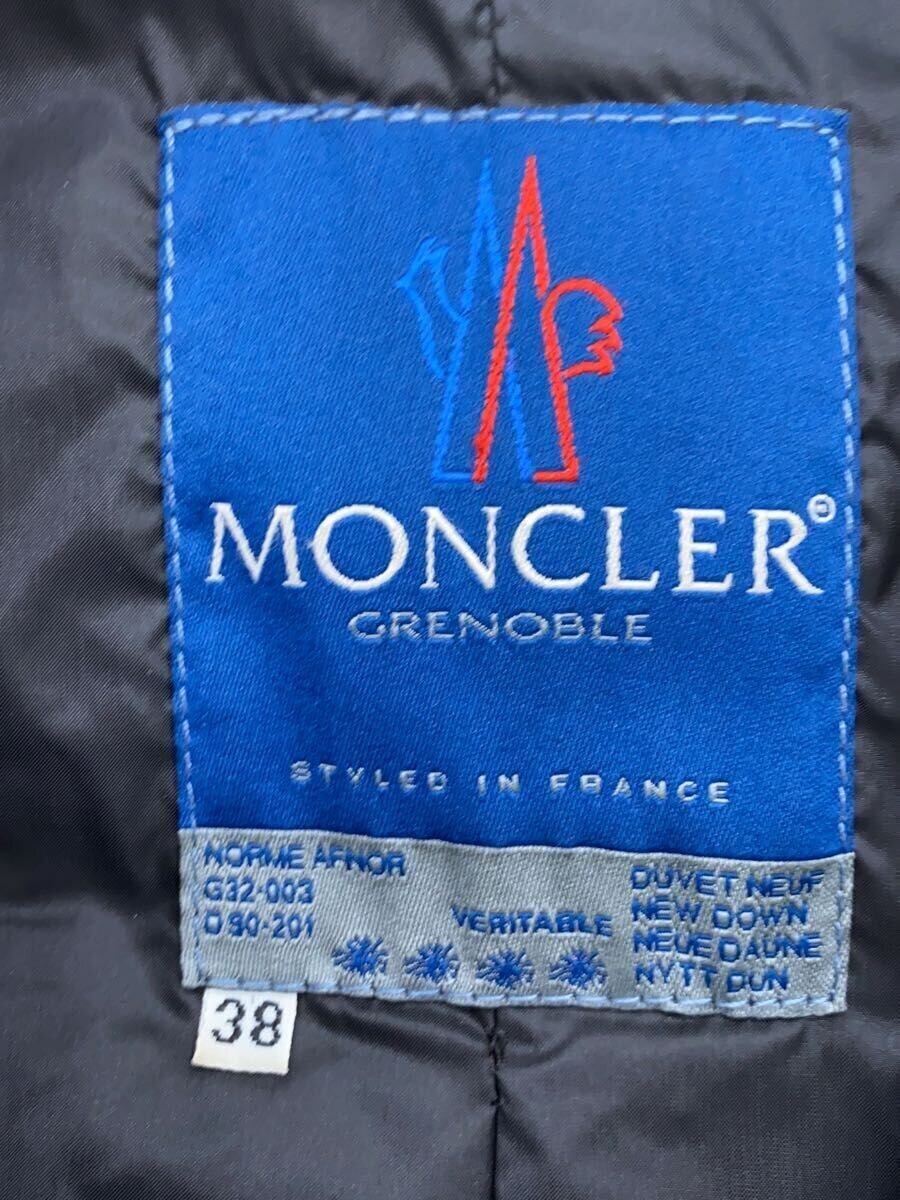 MONCLER®
GRENOBLE
STYLED IN FRANCE
NORME AFNOR
G32-003
D 90-201
VERITABLE
DUVET NEUF
NEW DOWN
NEUE DAUNE
NYTT DUN
38